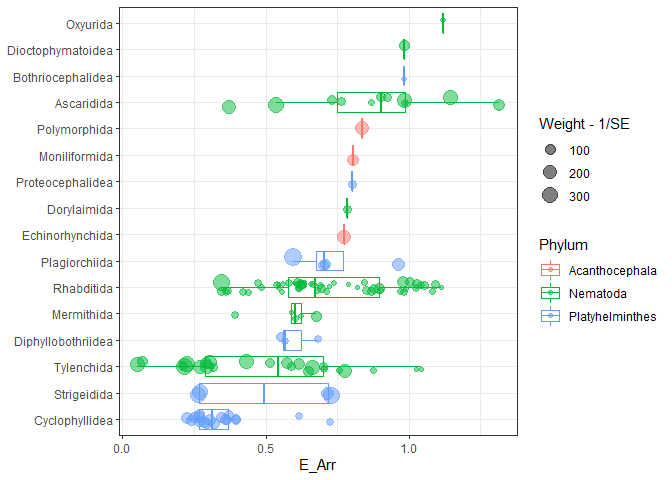 Oxyurida
Dioctophymatoidea
Bothriocephalidea
Ascaridida
Polymorphida
Moniliformida
Proteocephalidea
Dorylaimida
Echinorhynchida
Plagiorchiida
Rhabditida
Mermithida
Diphyllobothriidea
Tylenchida
Strigeidida
Cyclophyllidea
0.0 0.5 1.0
E_Arr
Weight - 1/SE
100
200
300
Phylum
Acanthocephala
Nematoda
Platyhelminthes